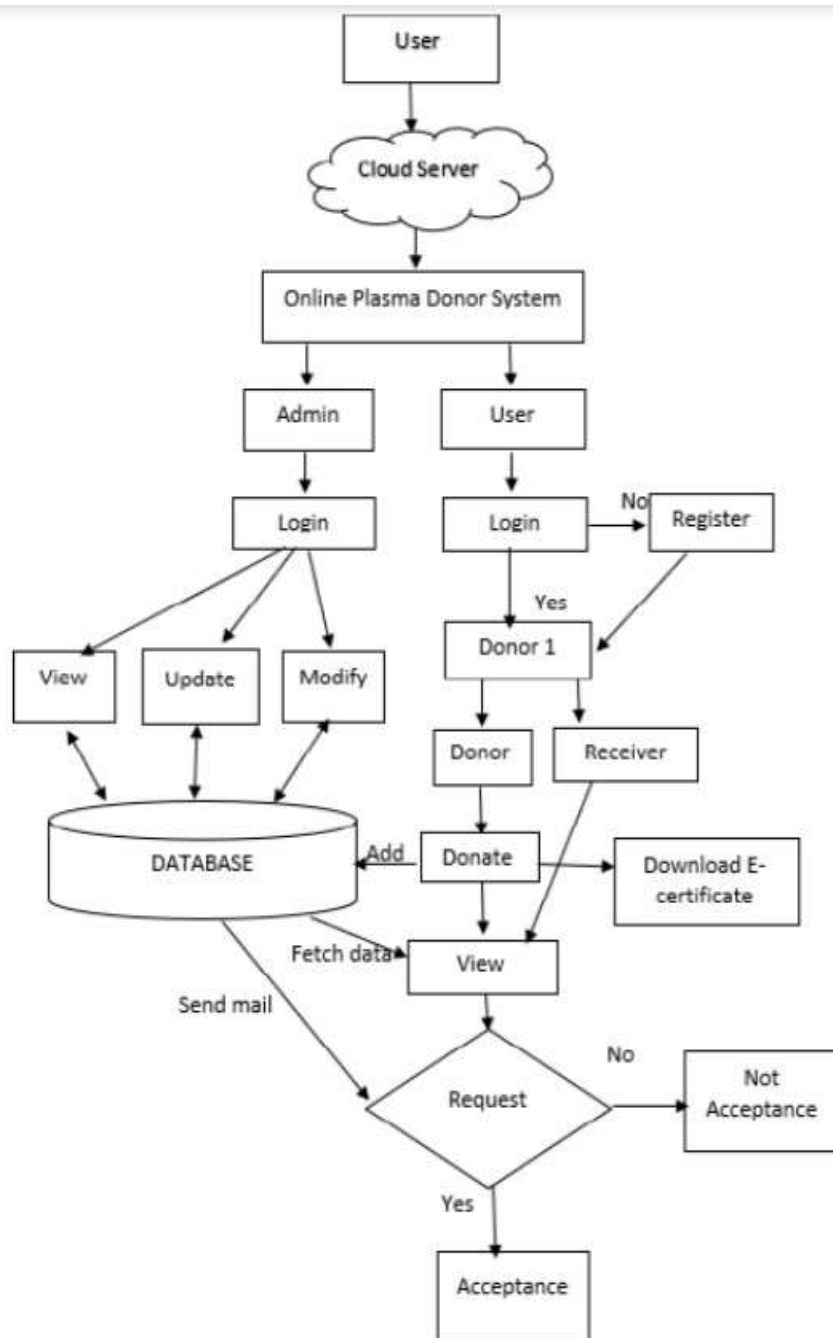 User
Cloud Server
Online Plasma Donor System
Admin
User
Login
Login
No
Register
Yes
Donor 1
View
Update
Modify
Donor
Receiver
DATABASE
Add
Donate
Download E-
certificate
Fetch data
View
Send mail
Request
No
Not
Acceptance
Yes
Acceptance